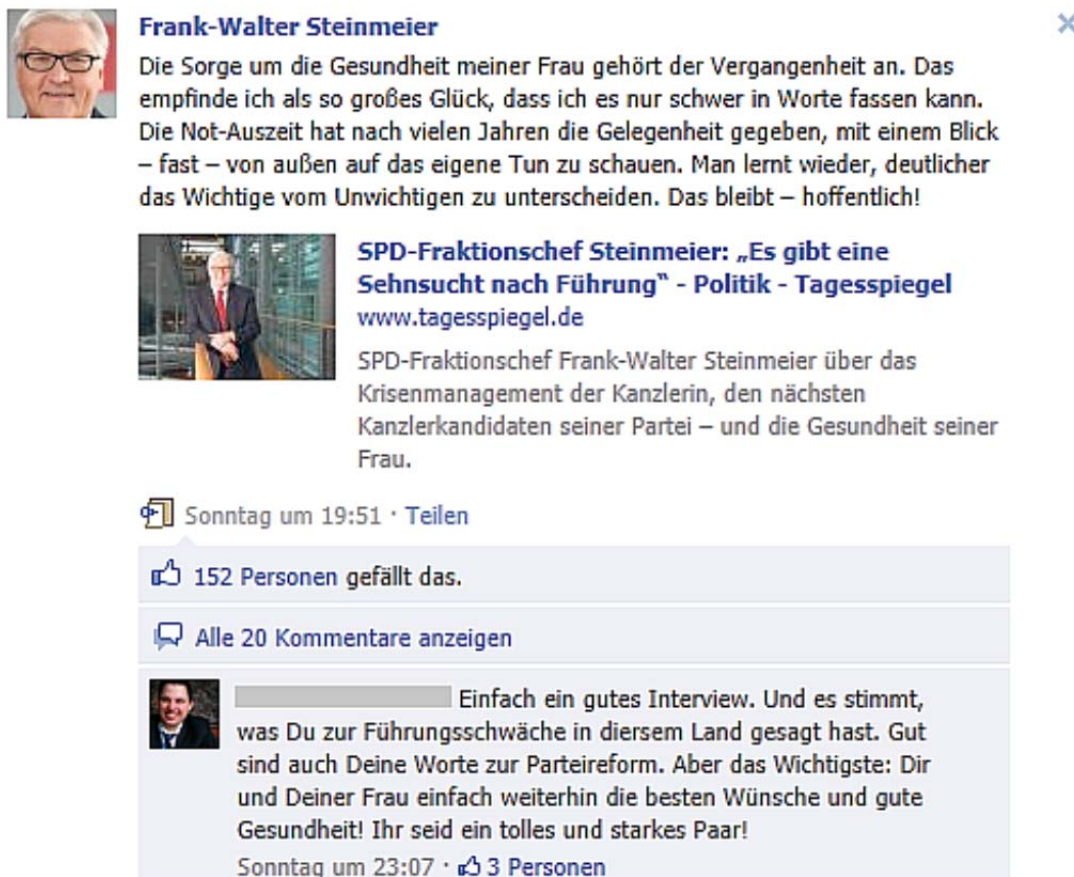 Frank-Walter Steinmeier
Die Sorge um die Gesundheit meiner Frau gehört der Vergangenheit an. Das
empfinde ich als so großes Glück, dass ich es nur schwer in Worte fassen kann.
Die Not-Auszeit hat nach vielen Jahren die Gelegenheit gegeben, mit einem Blick
– fast – von außen auf das eigene Tun zu schauen. Man lernt wieder, deutlicher
das Wichtige vom Unwichtigen zu unterscheiden. Das bleibt – hoffentlich!
SPD-Fraktionschef Steinmeier: „Es gibt eine
Sehnsucht nach Führung“ - Politik - Tagesspiegel
www.tagesspiegel.de
SPD-Fraktionschef Frank-Walter Steinmeier über das
Krisenmanagement der Kanzlerin, den nächsten
Kanzlerkandidaten seiner Partei – und die Gesundheit seiner
Frau.
Sonntag um 19:51 · Teilen
152 Personen gefällt das.
Alle 20 Kommentare anzeigen
Einfach ein gutes Interview. Und es stimmt,
was Du zur Führungsschwäche in diersem Land gesagt hast. Gut
sind auch Deine Worte zur Parteireform. Aber das Wichtigste: Dir
und Deiner Frau einfach weiterhin die besten Wünsche und gute
Gesundheit! Ihr seid ein tolles und starkes Paar!
Sonntag um 23:07 · 3 Personen